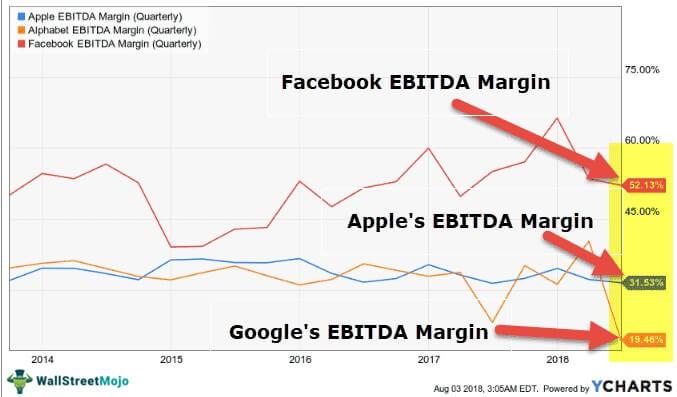 Apple EBITDA Margin (Quarterly)
Alphabet EBITDA Margin (Quarterly)
Facebook EBITDA Margin (Quarterly)
75.00%
Facebook EBITDA Margin
60.00%
52.13%
45.00%
Apple's EBITDA Margin
31.53%
Google's EBITDA Margin
19.46%
2014 2015 2016 2017 2018
WallStreetMojo
Aug 03 2018, 3:05AM EDT. Powered by YCHARTS